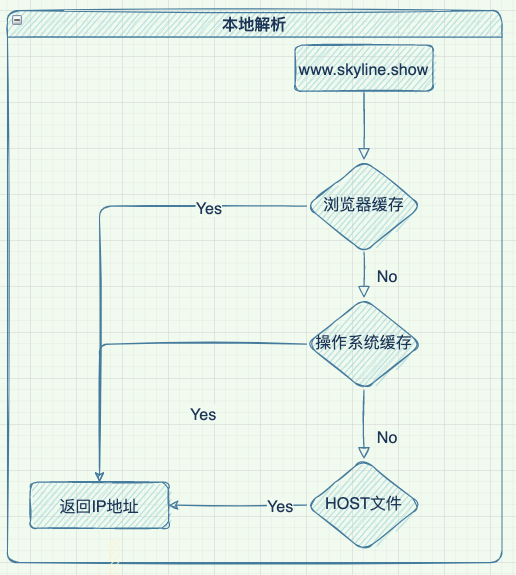 本地解析
www.skyline.show
浏览器缓存
Yes
No
操作系统缓存
Yes
No
HOST文件
Yes
返回IP地址